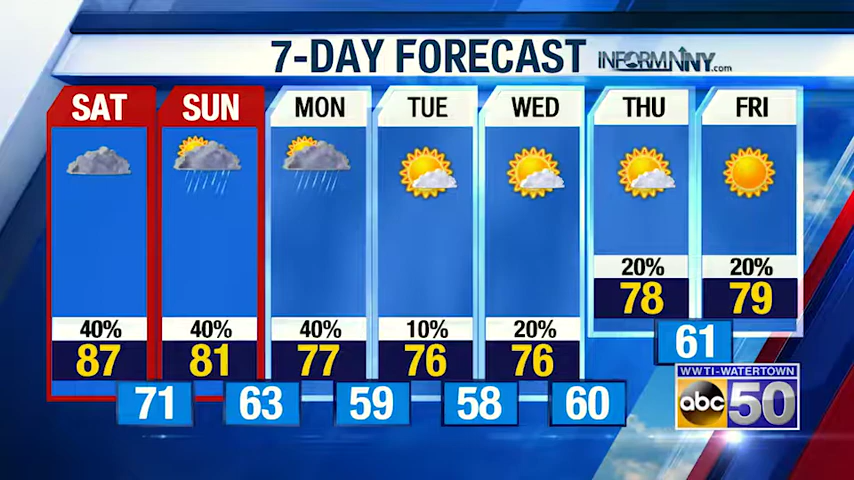 7-DAY FORECAST INFORMNNY.com
SAT SUN MON TUE WED THU FRI
20% 20%
78 79
40% 40% 40% 10% 20%
87 81 77 76 76
61
71 63 59 58 60
WWTI-WATERTOWN
abc 50